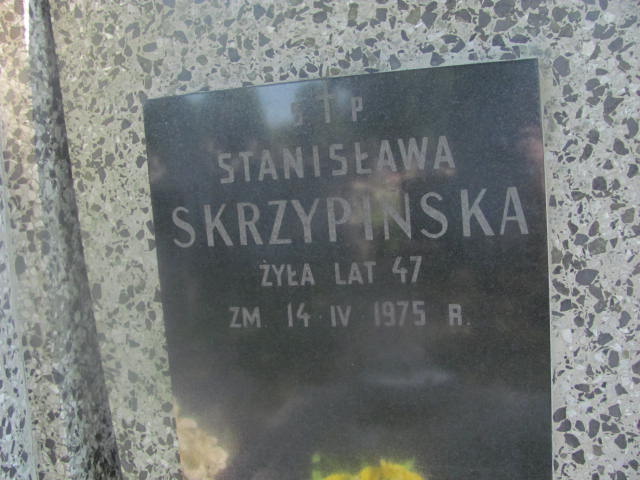 Ś † P
STANISŁAWA
SKRZYPIŃSKA
ŻYŁA LAT 47
ZM. 14 IV 1975 R.